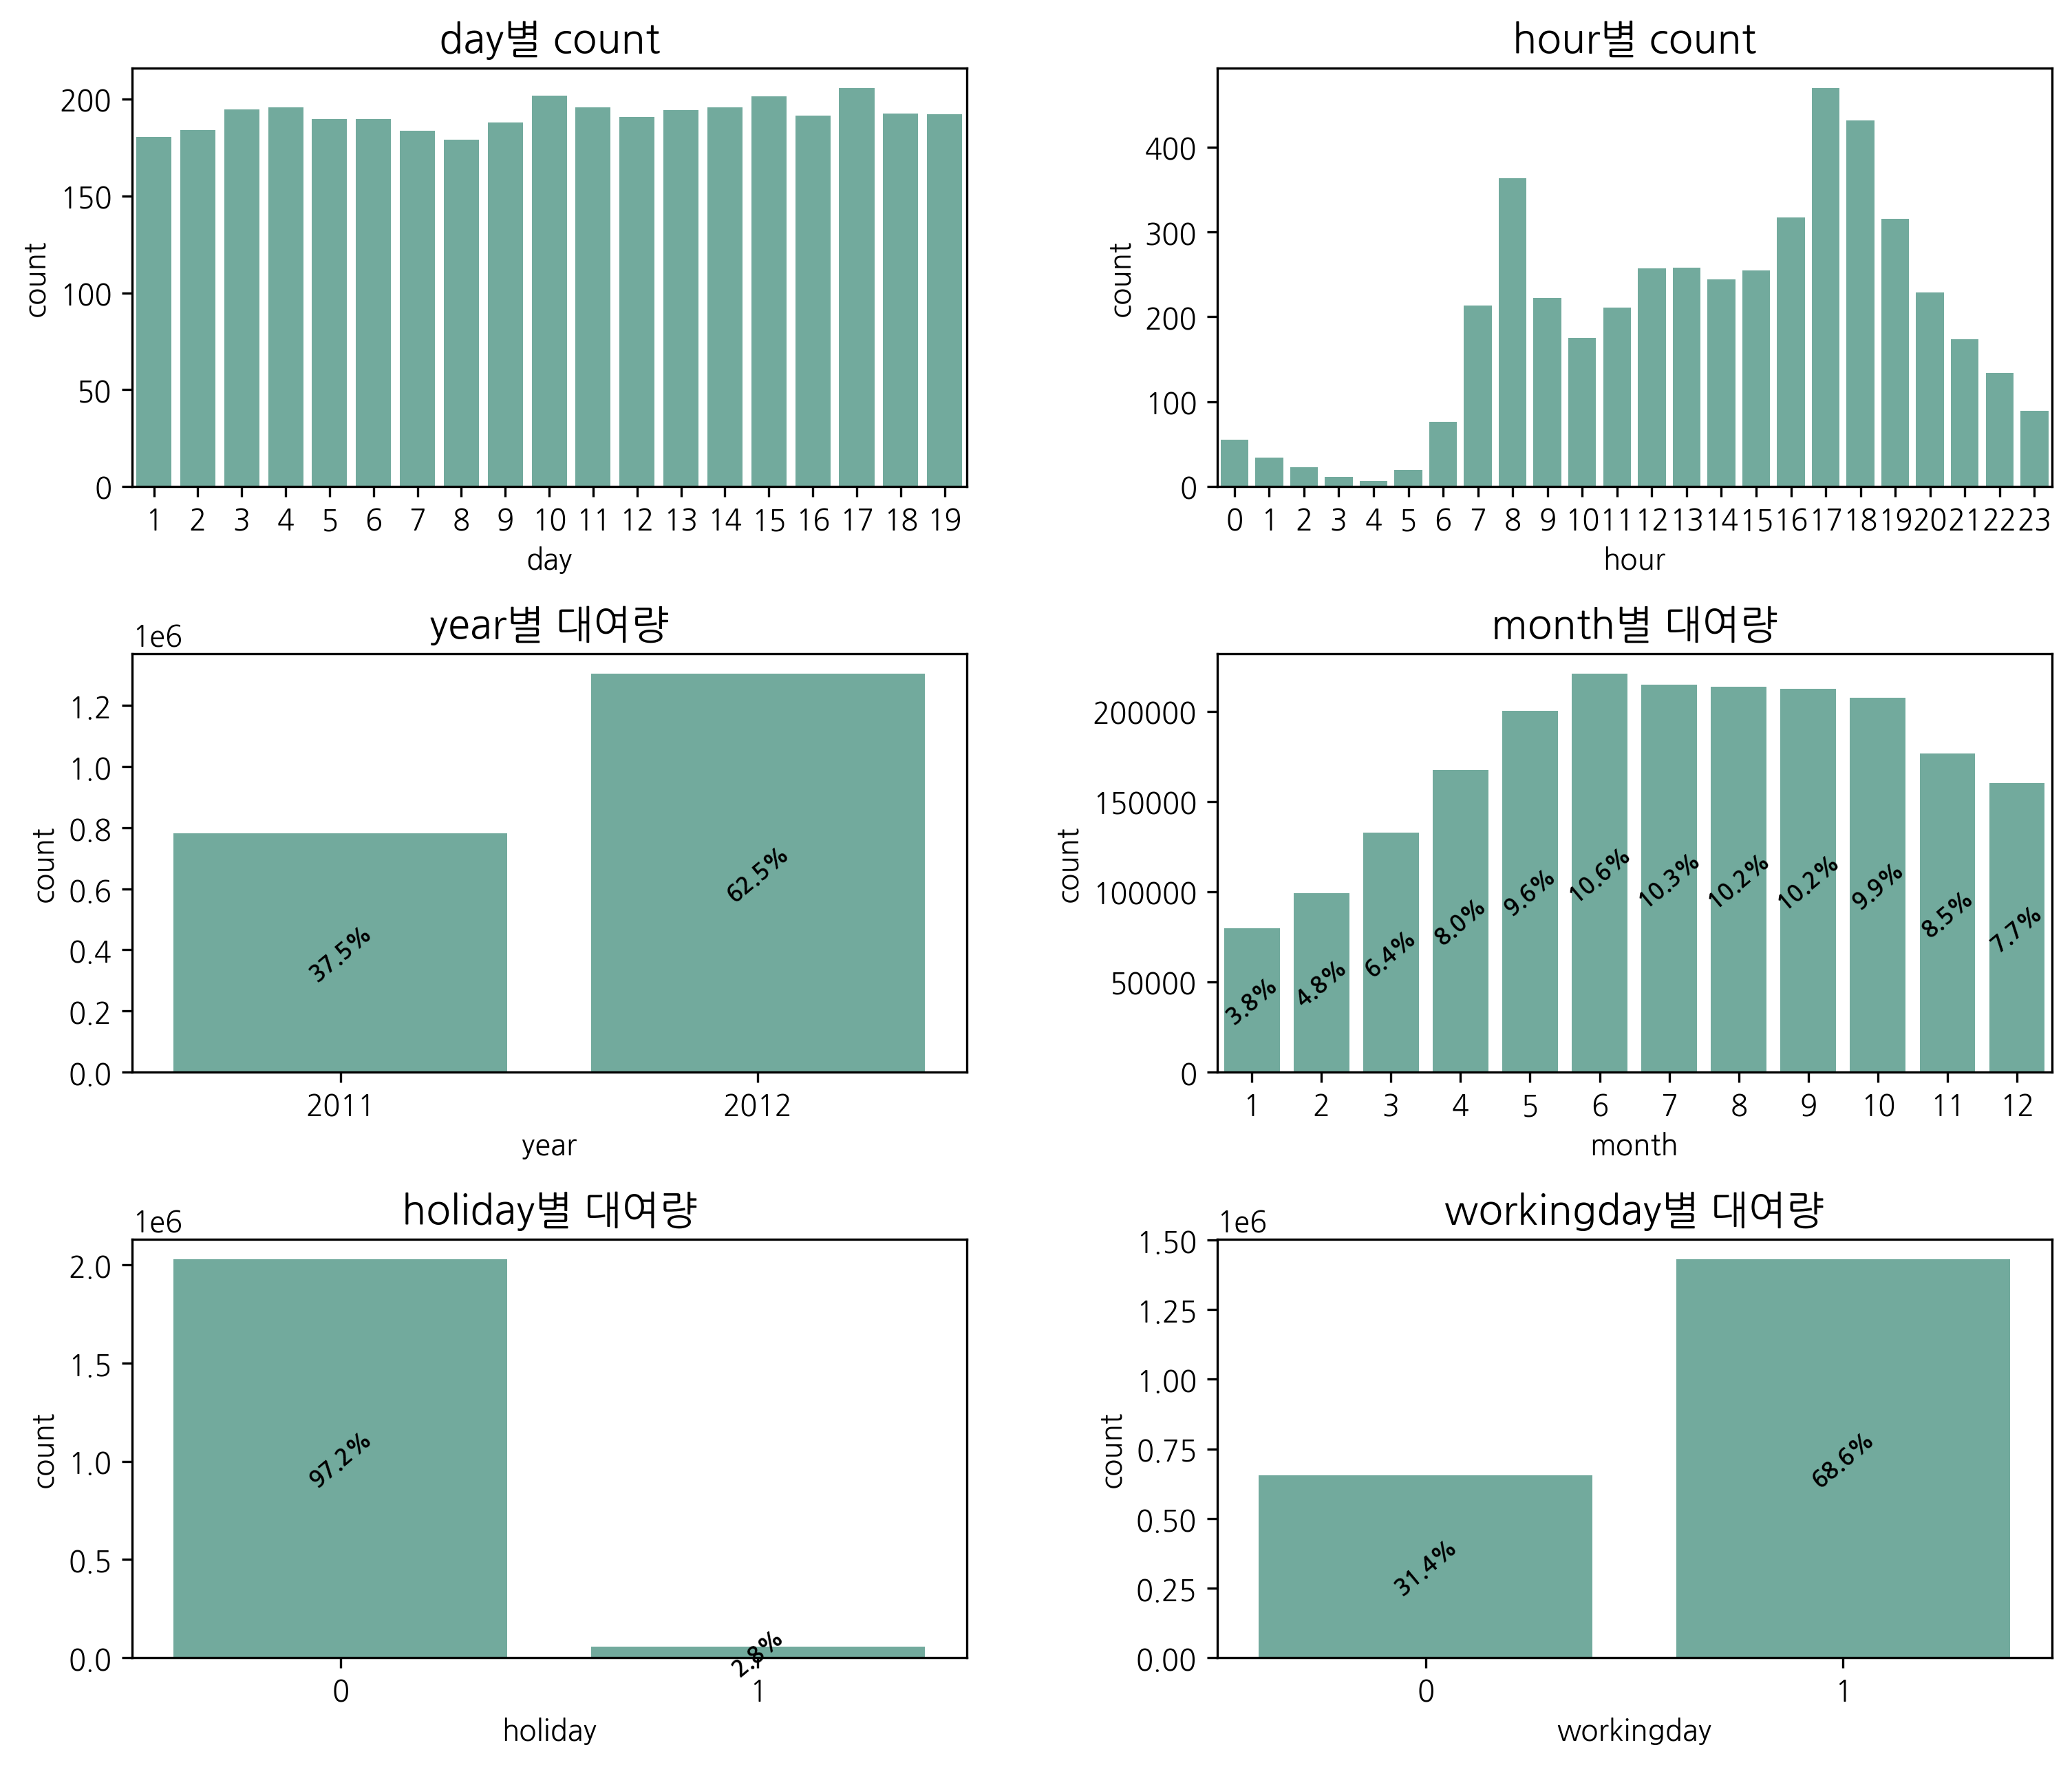 day별 count
200
150
100
50
0
count
1 2 3 4 5 6 7 8 9 10 11 12 13 14 15 16 17 18 19
day
hour별 count
400
300
200
100
0
count
0 1 2 3 4 5 6 7 8 9 10 11 12 13 14 15 16 17 18 19 20 21 22 23
hour
year별 대여량
1e6
1.2
1.0
0.8
0.6
0.4
0.2
0.0
count
37.5%
62.5%
2011 2012
year
month별 대여량
200000
150000
100000
50000
0
count
3.8% 4.8% 6.4% 8.0% 9.6% 10.6% 10.3% 10.2% 10.2% 9.9% 8.5% 7.7%
1 2 3 4 5 6 7 8 9 10 11 12
month
holiday별 대여량
1e6
2.0
1.5
1.0
0.5
0.0
count
97.2%
2.8%
0 1
holiday
workingday별 대여량
1e6
1.50
1.25
1.00
0.75
0.50
0.25
0.00
count
31.4%
68.6%
0 1
workingday